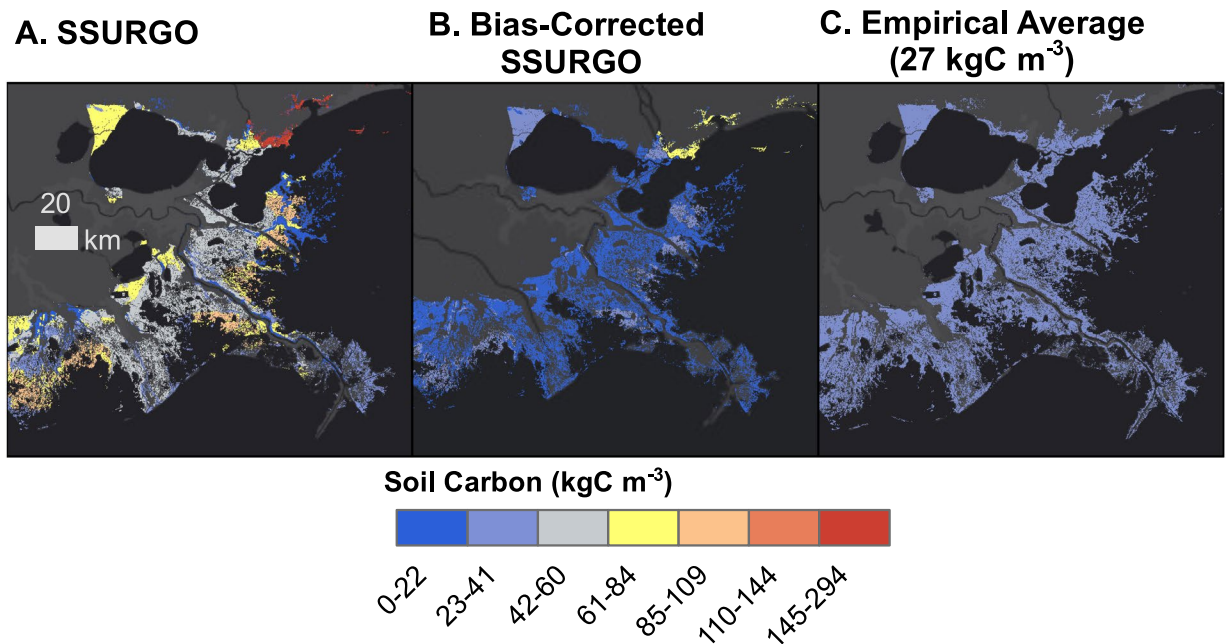 A. SSURGO
B. Bias-Corrected
SSURGO
C. Empirical Average
(27 kgC m⁻³)
20
km
Soil Carbon (kgC m⁻³)
0-22
23-41
42-60
61-84
85-109
110-144
145-294